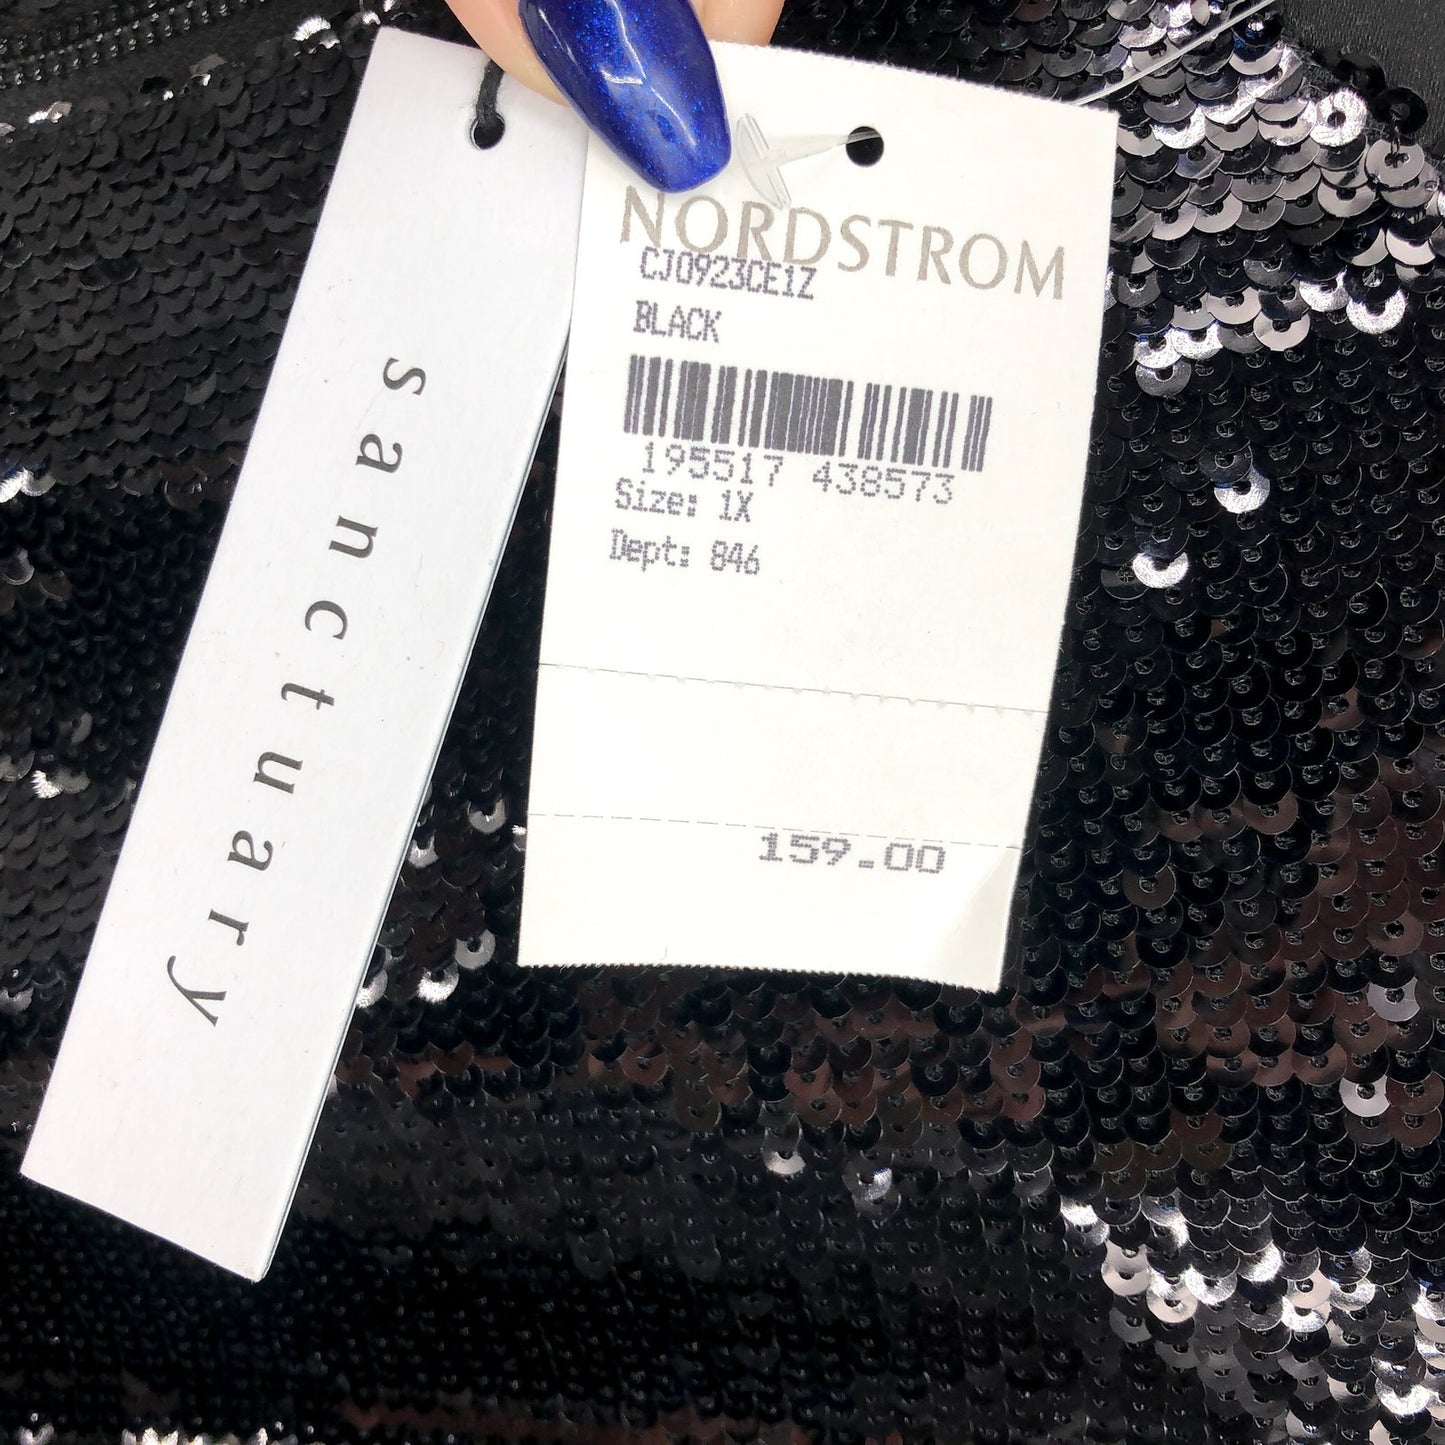 sanctuary
NORDSTROM
CJ0923CE1Z
BLACK
195517 438573
Size: 1X
Dept: 846
159.00